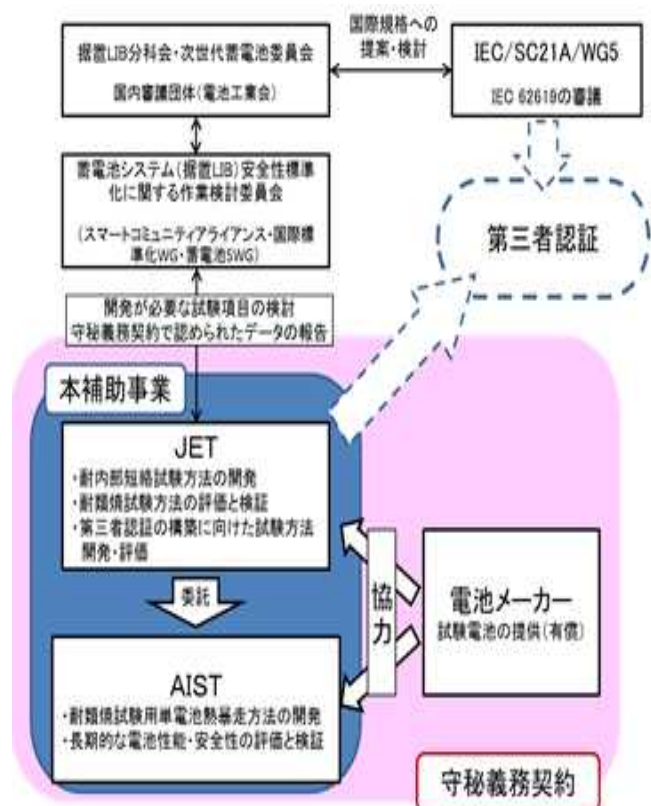 据置LIB分科会・次世代蓄電池委員会
国内審議団体(電池工業会)
国際規格への
提案・検討
IEC/SC21A/WG5
IEC 62619の審議
蓄電池システム(据置LIB)安全性標準
化に関する作業検討委員会
(スマートコミュニティアライアンス・国際標
準化WG・蓄電池SWG)
第三者認証
開発が必要な試験項目の検討
守秘義務契約で認められたデータの報告
本補助事業
JET
・耐内部短絡試験方法の開発
・耐類焼試験方法の評価と検証
・第三者認証の構築に向けた試験方法
開発・評価
委託
協力
電池メーカー
試験電池の提供(有償)
AIST
・耐類焼試験用単電池熱暴走方法の開発
・長期的な電池性能・安全性の評価と検証
守秘義務契約